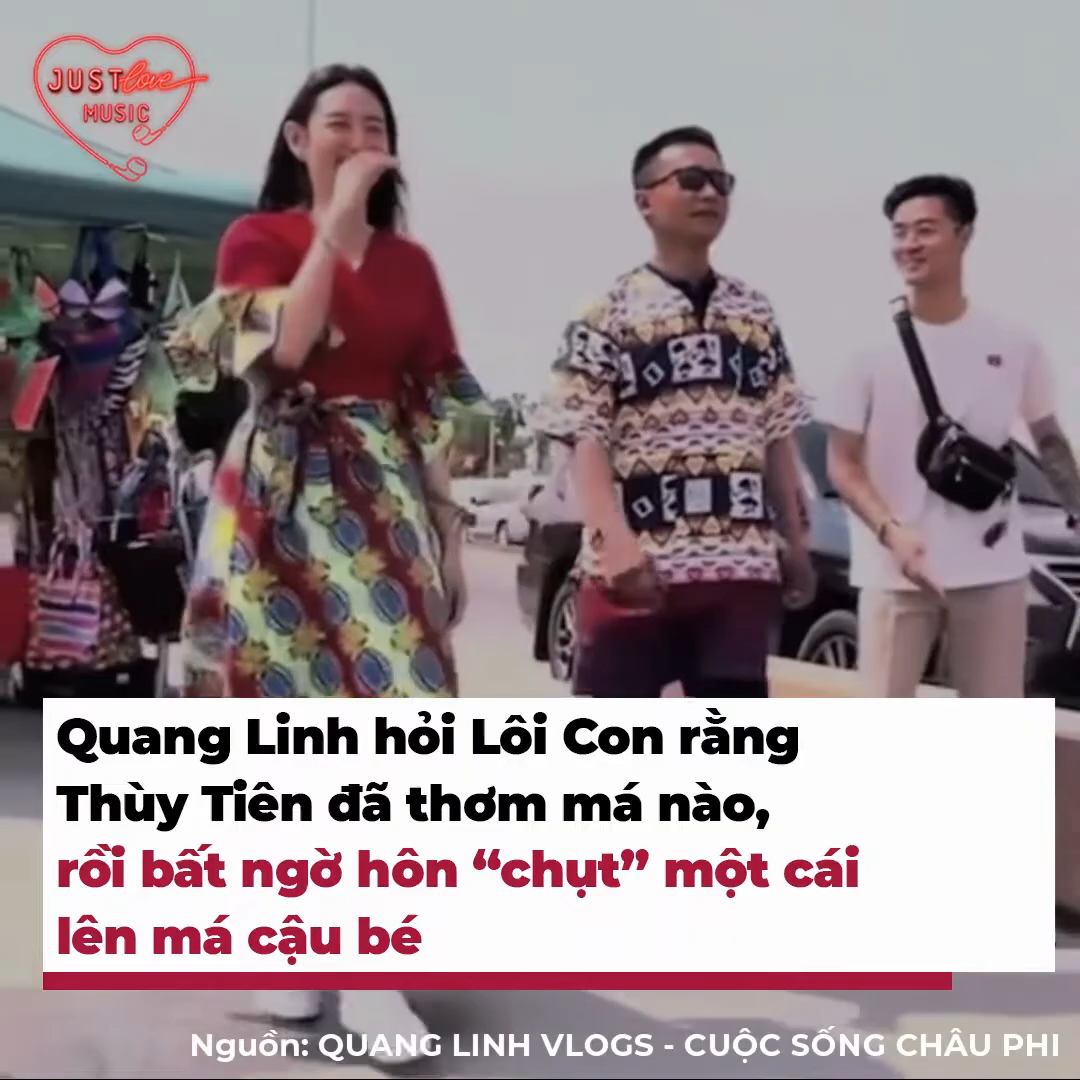 JUST love
MUSIC
Quang Linh hỏi Lôi Con rằng
Thùy Tiên đã thơm má nào,
rồi bất ngờ hôn “chụt” một cái
lên má cậu bé
Nguồn: QUANG LINH VLOGS - CUỘC SỐNG CHÂU PHI